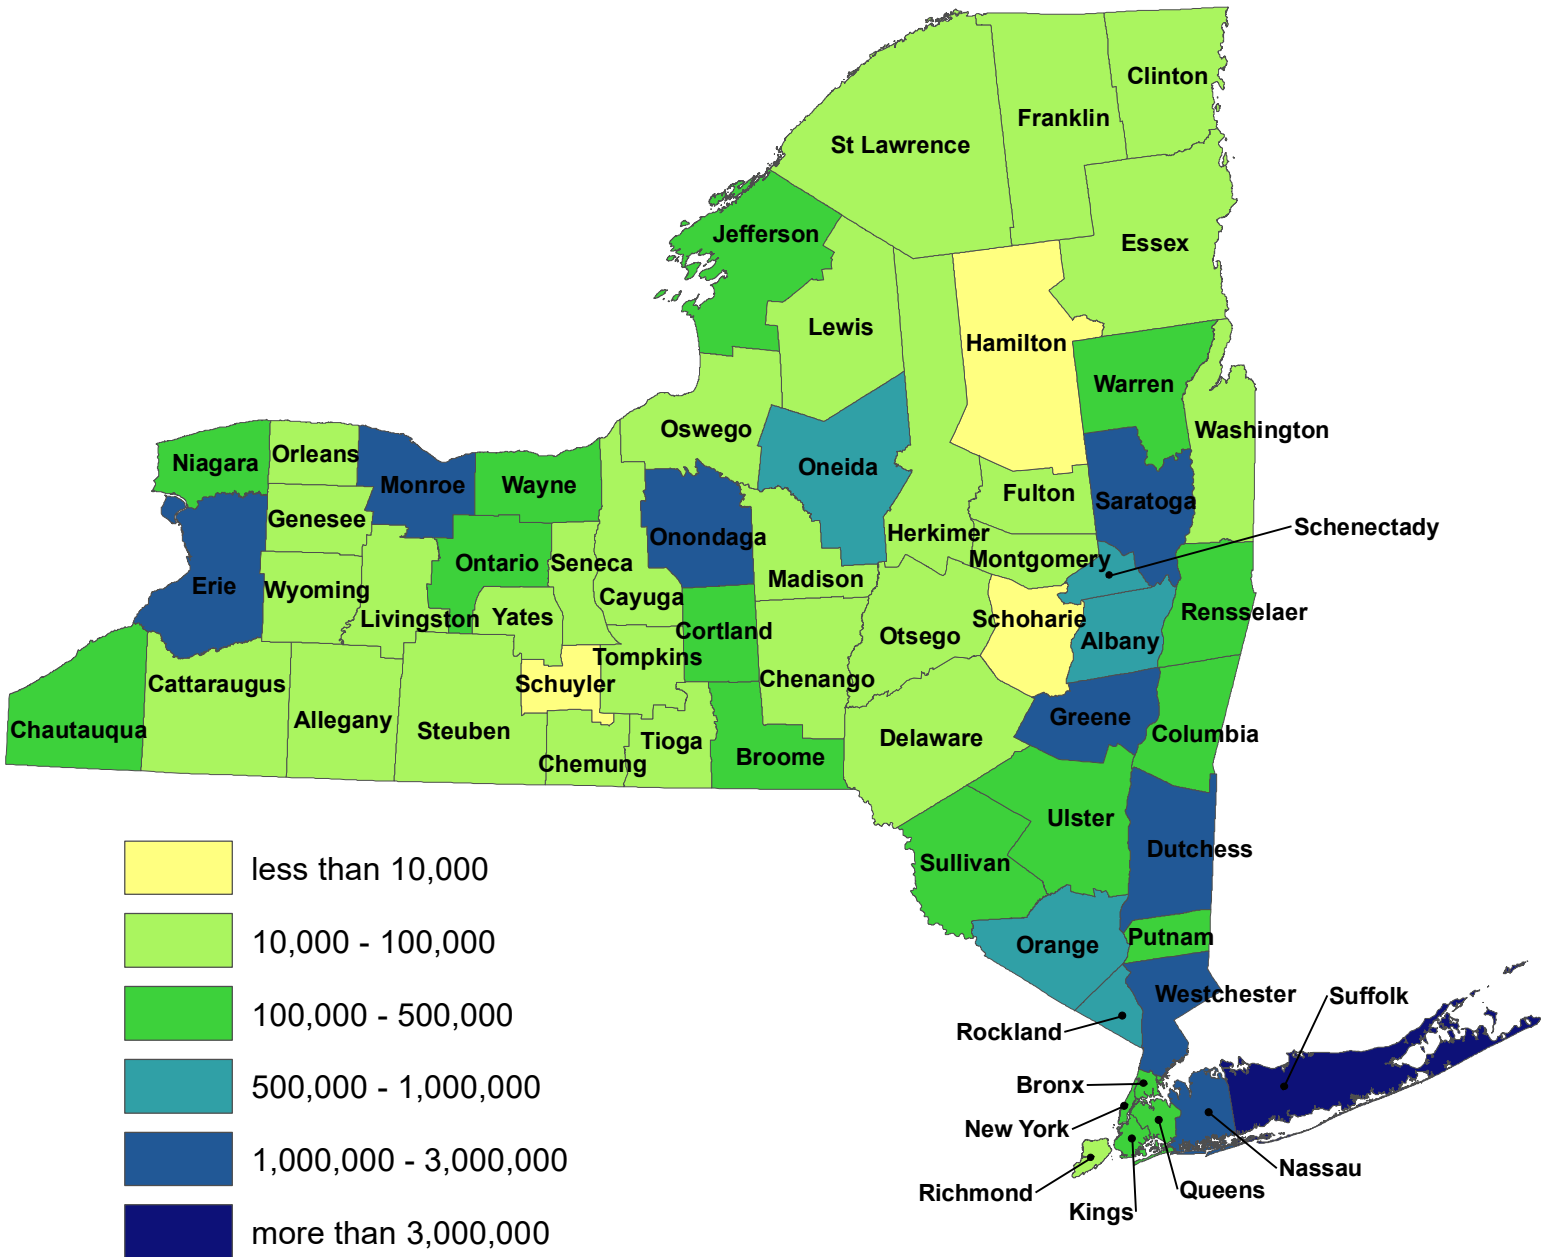 Clinton
Franklin
St Lawrence
Jefferson
Essex
Lewis
Hamilton
Warren
Oswego
Washington
Orleans
Niagara
Oneida
Monroe
Wayne
Fulton
Saratoga
Genesee
Schenectady
Herkimer
Onondaga
Montgomery
Ontario
Seneca
Madison
Erie
Wyoming
Cayuga
Rensselaer
Livingston
Yates
Schoharie
Cortland
Otsego
Albany
Tompkins
Chenango
Cattaraugus
Schuyler
Greene
Allegany
Chautauqua
Steuben
Columbia
Delaware
Tioga
Broome
Chemung
Ulster
Dutchess
Sullivan
less than 10,000
Putnam
10,000 - 100,000
Orange
Westchester
Suffolk
100,000 - 500,000
Rockland
Bronx
500,000 - 1,000,000
New York
1,000,000 - 3,000,000
Nassau
Queens
Richmond
Kings
more than 3,000,000